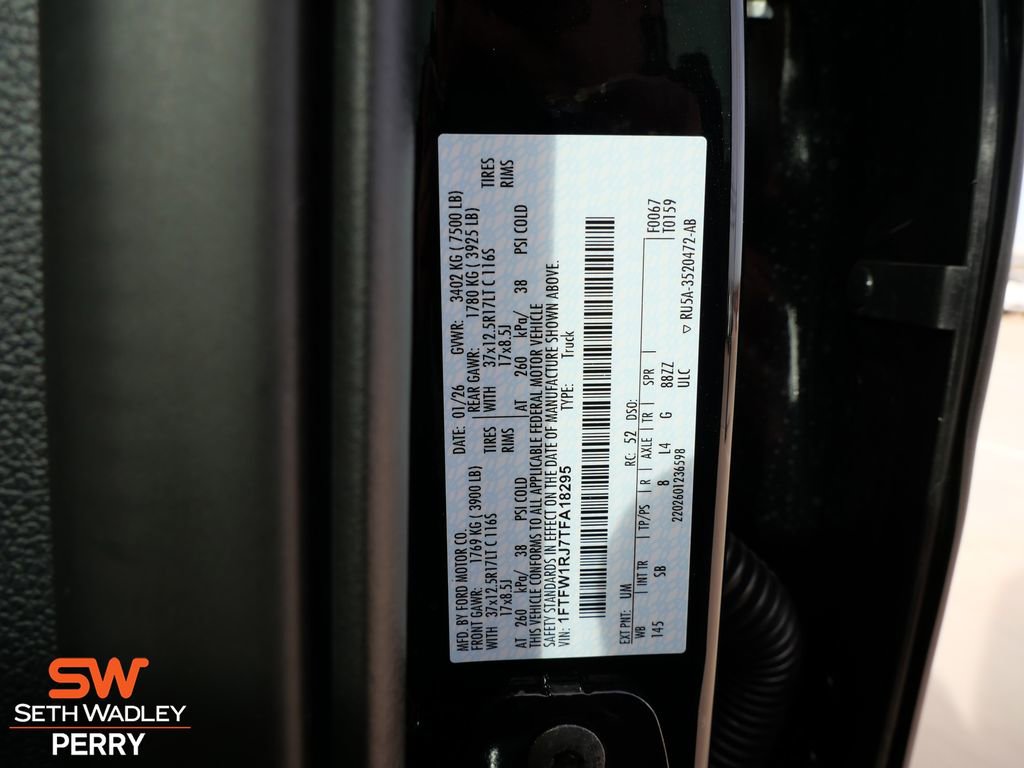 MFD. BY FORD MOTOR CO.
DATE: 01/26 GVWR: 3402 KG ( 7500 LB)
FRONT GAWR: 1769 KG ( 3900 LB) REAR GAWR: 1780 KG ( 3925 LB)
WITH 37x12.5R17LT C 116S TIRES WITH 37x12.5R17LT C 116S TIRES
17x8.5J RIMS 17x8.5J RIMS
AT 260 kPa/ 38 PSI COLD AT 260 kPa/ 38 PSI COLD
THIS VEHICLE CONFORMS TO ALL APPLICABLE FEDERAL MOTOR VEHICLE
SAFETY STANDARDS IN EFFECT ON THE DATE OF MANUFACTURE SHOWN ABOVE.
VIN: 1FTFW1RJ7TFA18295 TYPE: Truck
EXT PNT: UM RC: 52 DSO: F0067
WB INT TR TP/PS R AXLE TR SPR T0159
145 SB 8 L4 G 88ZZ
2202601236598 ULC ▽ RU5A-3520472-AB
SW
SETH WADLEY
PERRY